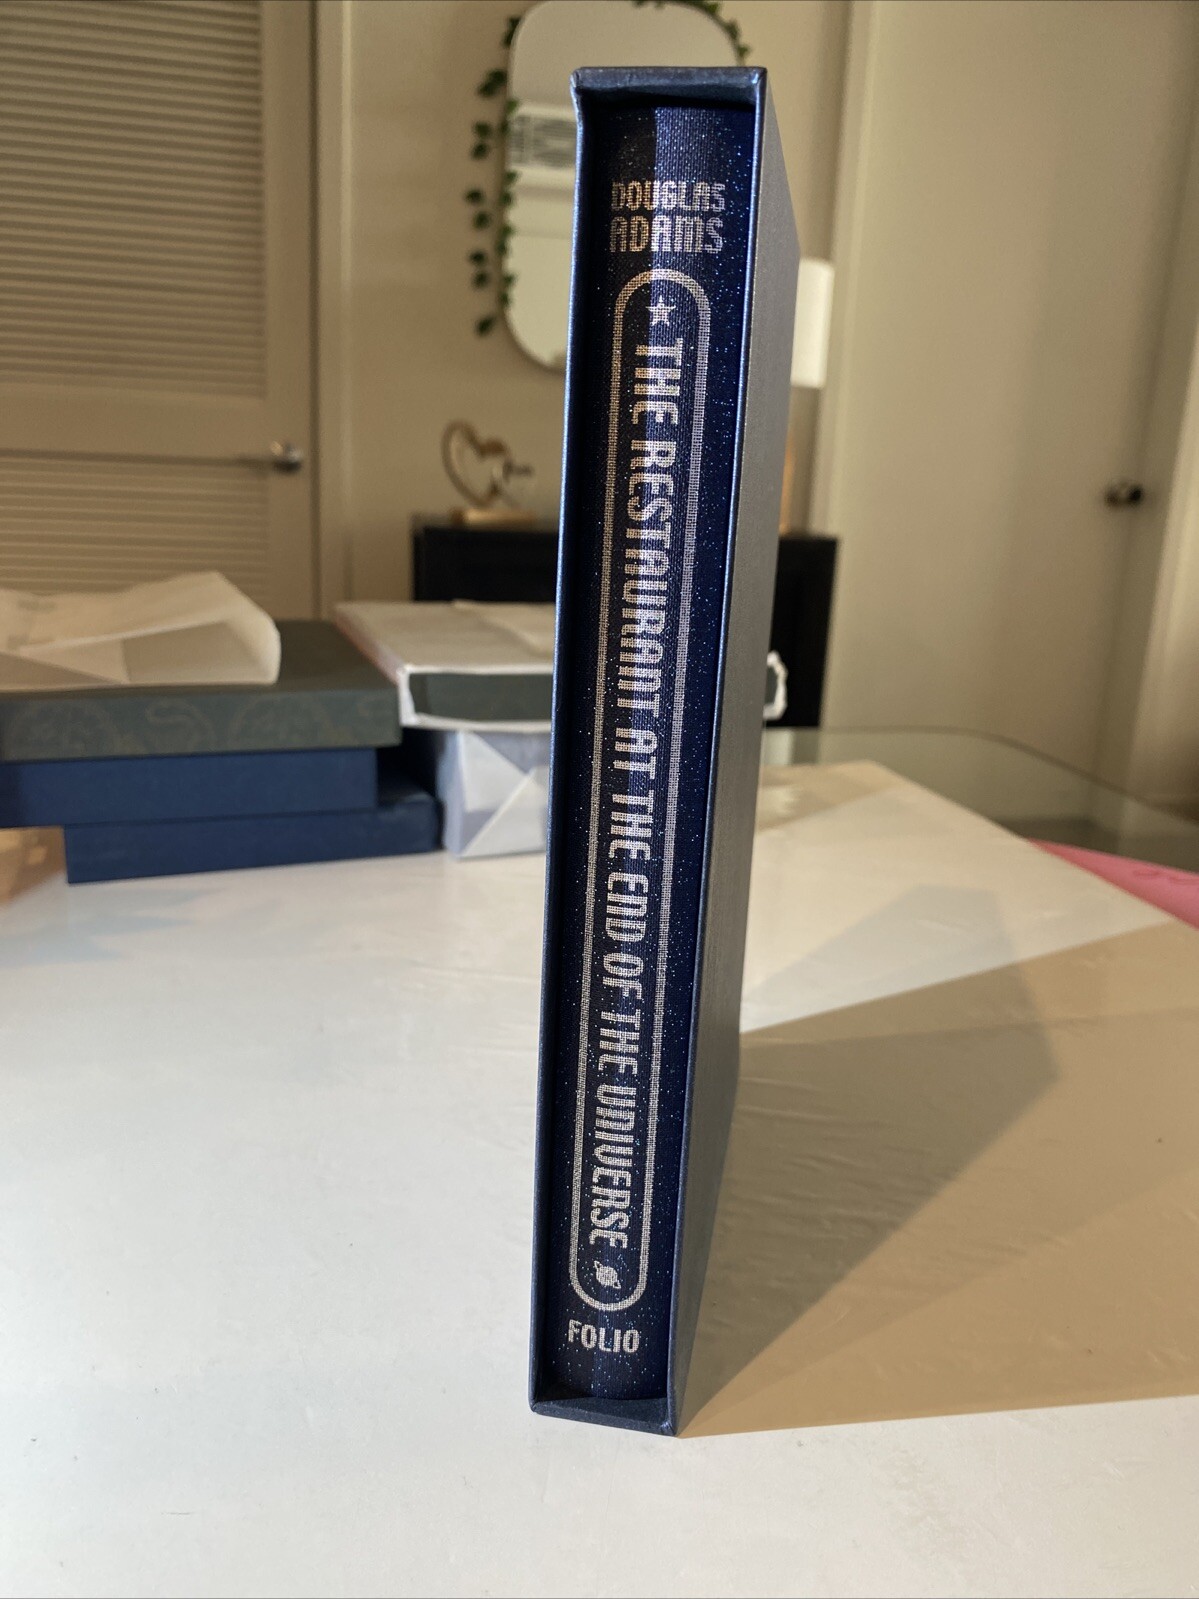 DOUGLAS
ADAMS
THE RESTAURANT AT THE END OF THE UNIVERSE
FOLIO